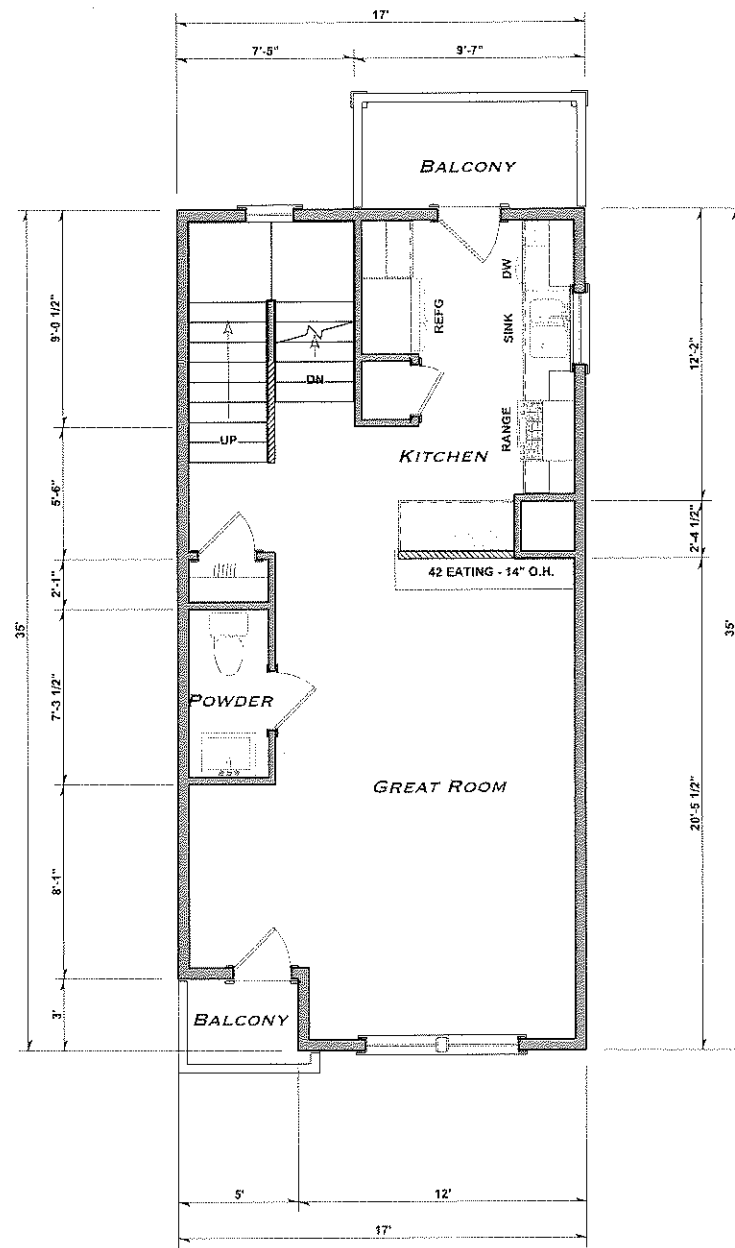 17'
7'-5"
9'-7"
BALCONY
9'-0 1/2"
REFG
DW
SINK
12'-2"
DN
UP
KITCHEN
RANGE
5'-6"
2'-4 1/2"
42 EATING - 14" O.H.
2'-1"
35'
35'
7'-3 1/2"
POWDER
GREAT ROOM
20'-5 1/2"
8'-1"
BALCONY
3'
5'
12'
17'